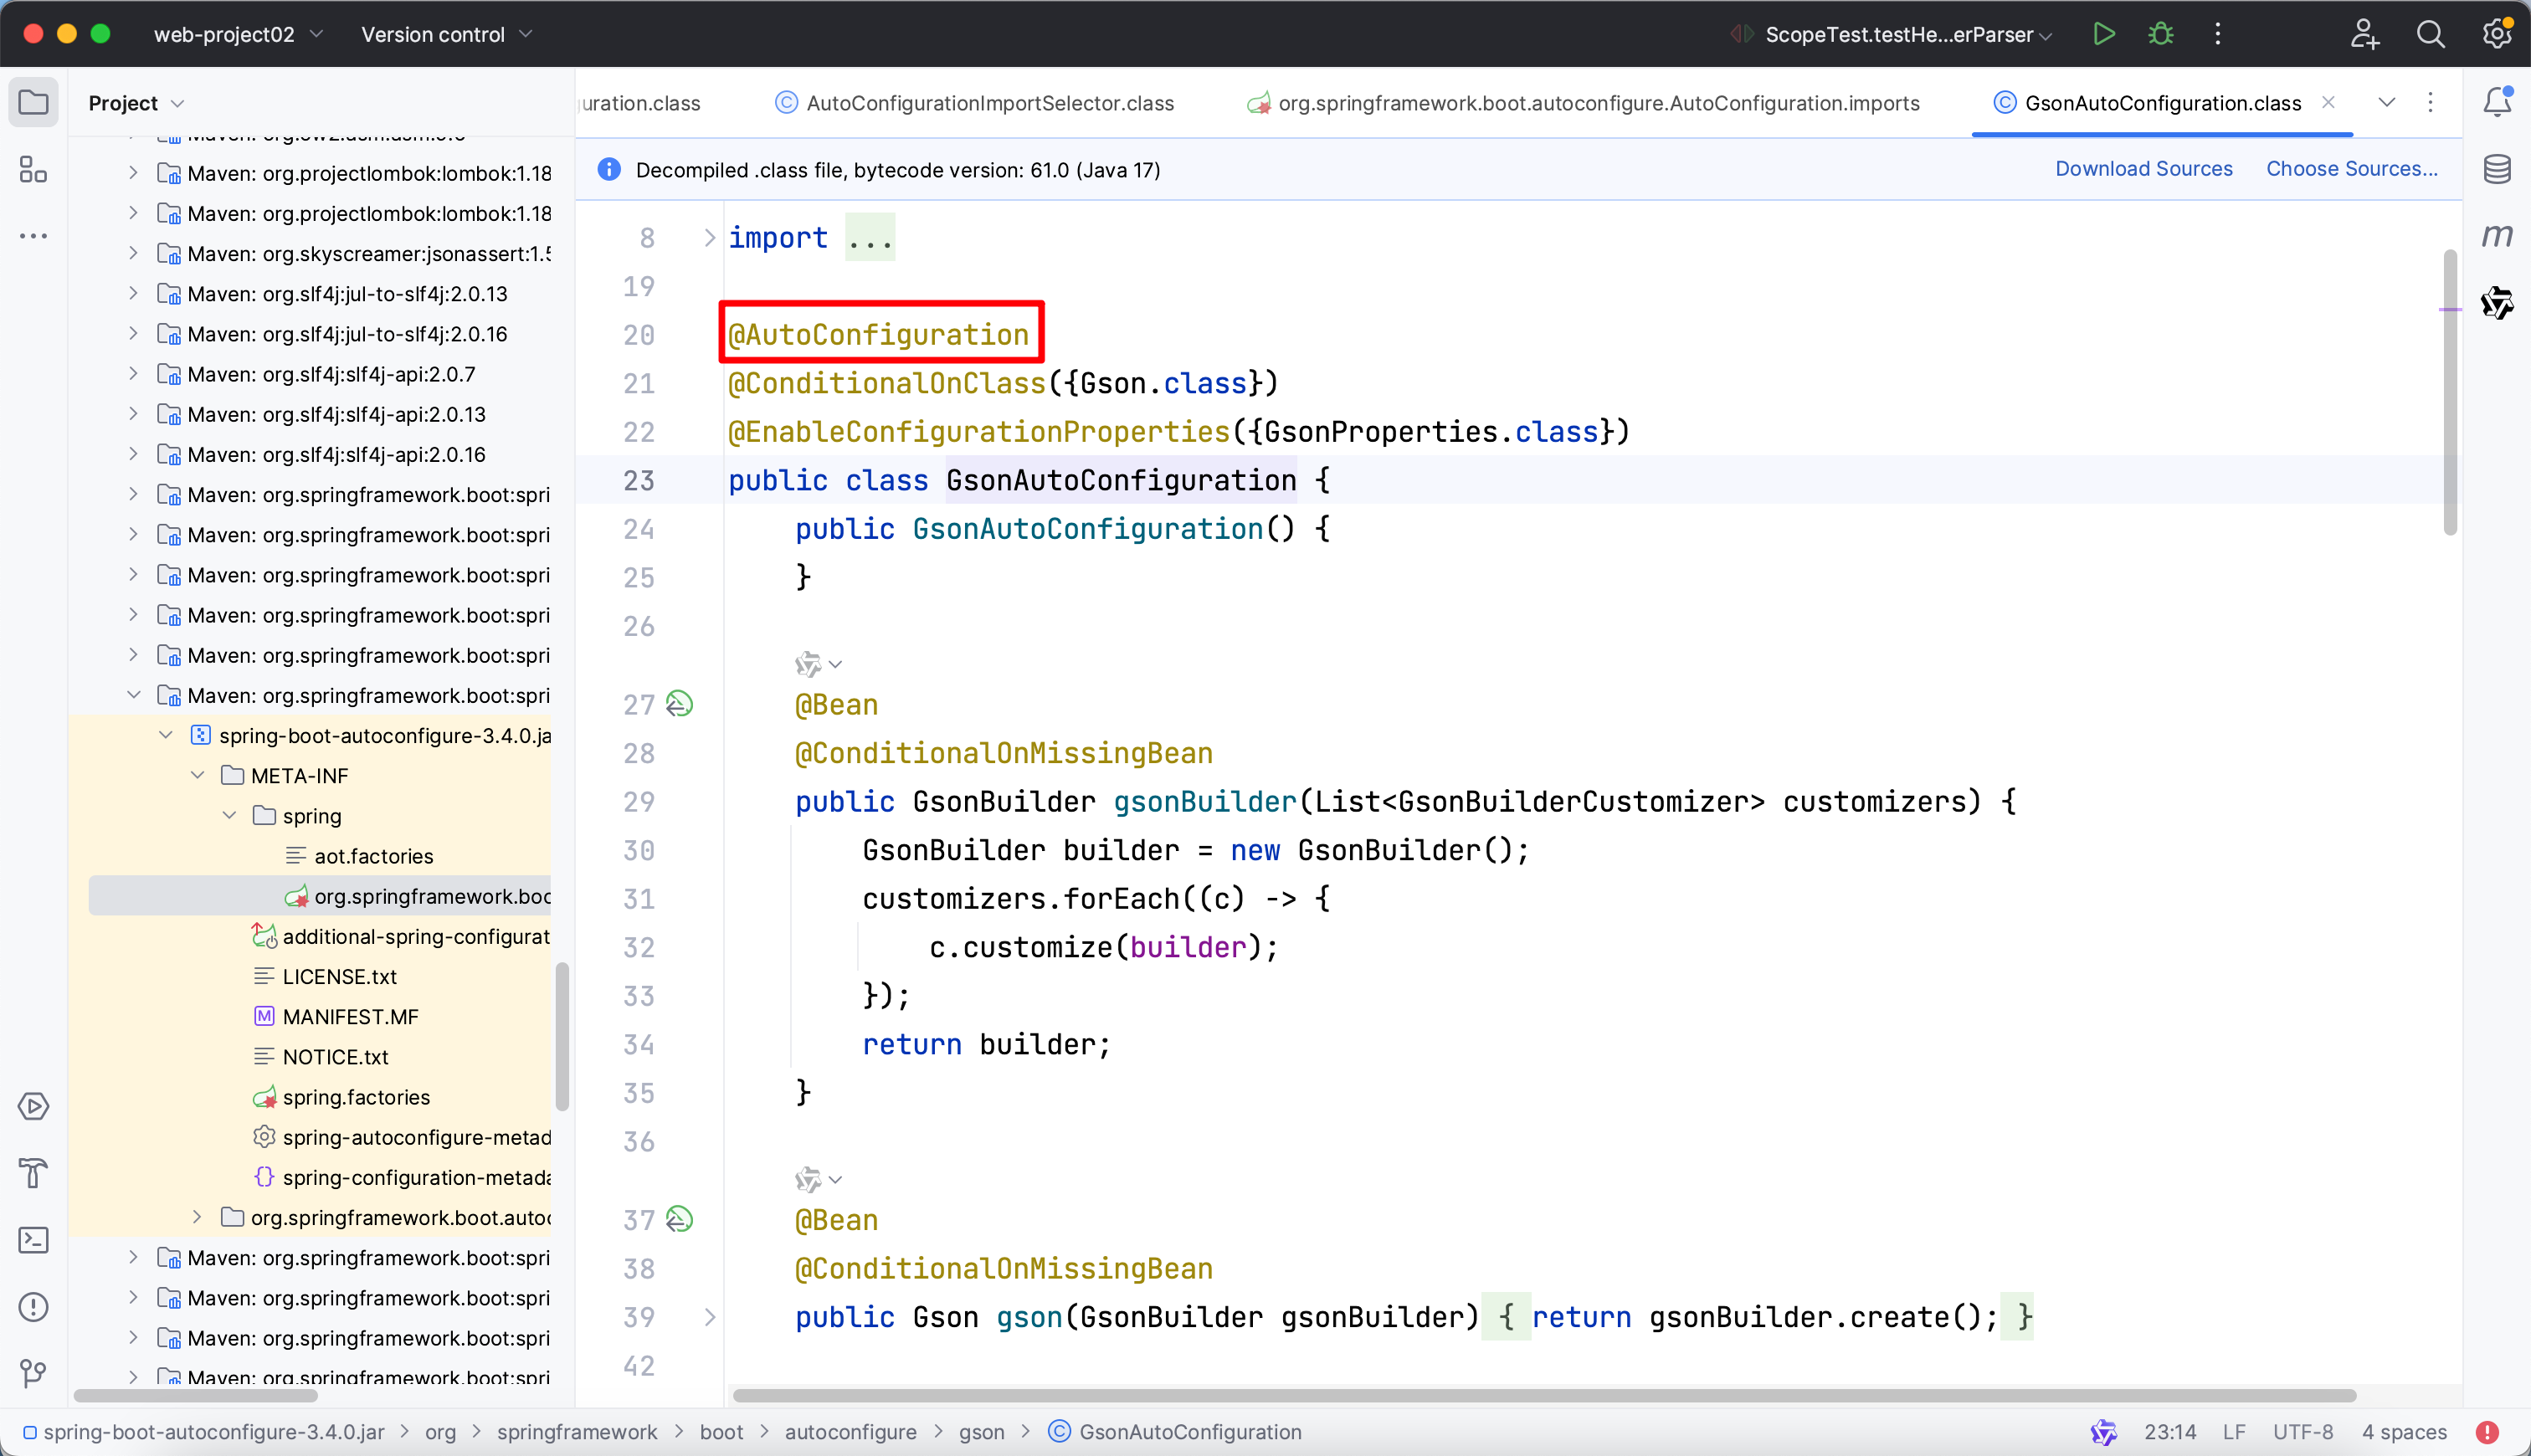 web-project02
Version control
ScopeTest.testHe...erParser
Project
uration.class
AutoConfigurationImportSelector.class
org.springframework.boot.autoconfigure.AutoConfiguration.imports
GsonAutoConfiguration.class
Decompiled .class file, bytecode version: 61.0 (Java 17)
Download Sources
Choose Sources...
Maven: org.projectlombok:lombok:1.18
Maven: org.projectlombok:lombok:1.18
Maven: org.skyscreamer:jsonassert:1.5
Maven: org.slf4j:jul-to-slf4j:2.0.13
Maven: org.slf4j:jul-to-slf4j:2.0.16
Maven: org.slf4j:slf4j-api:2.0.7
Maven: org.slf4j:slf4j-api:2.0.13
Maven: org.slf4j:slf4j-api:2.0.16
Maven: org.springframework.boot:spri
Maven: org.springframework.boot:spri
Maven: org.springframework.boot:spri
Maven: org.springframework.boot:spri
Maven: org.springframework.boot:spri
Maven: org.springframework.boot:spri
spring-boot-autoconfigure-3.4.0.ja
META-INF
spring
aot.factories
org.springframework.boo
additional-spring-configurat
LICENSE.txt
MANIFEST.MF
NOTICE.txt
spring.factories
spring-autoconfigure-metad
spring-configuration-metada
org.springframework.boot.autoc
Maven: org.springframework.boot:spri
Maven: org.springframework.boot:spri
Maven: org.springframework.boot:spri
Maven: org.springframework.boot:spri
8 import ...
19
20 @AutoConfiguration
21 @ConditionalOnClass({Gson.class})
22 @EnableConfigurationProperties({GsonProperties.class})
23 public class GsonAutoConfiguration {
24 public GsonAutoConfiguration() {
25 }
26
27 @Bean
28 @ConditionalOnMissingBean
29 public GsonBuilder gsonBuilder(List<GsonBuilderCustomizer> customizers) {
30 GsonBuilder builder = new GsonBuilder();
31 customizers.forEach((c) -> {
32 c.customize(builder);
33 });
34 return builder;
35 }
36
37 @Bean
38 @ConditionalOnMissingBean
39 public Gson gson(GsonBuilder gsonBuilder) { return gsonBuilder.create(); }
42
m
spring-boot-autoconfigure-3.4.0.jar > org > springframework > boot > autoconfigure > gson > GsonAutoConfiguration
23:14
LF
UTF-8
4 spaces